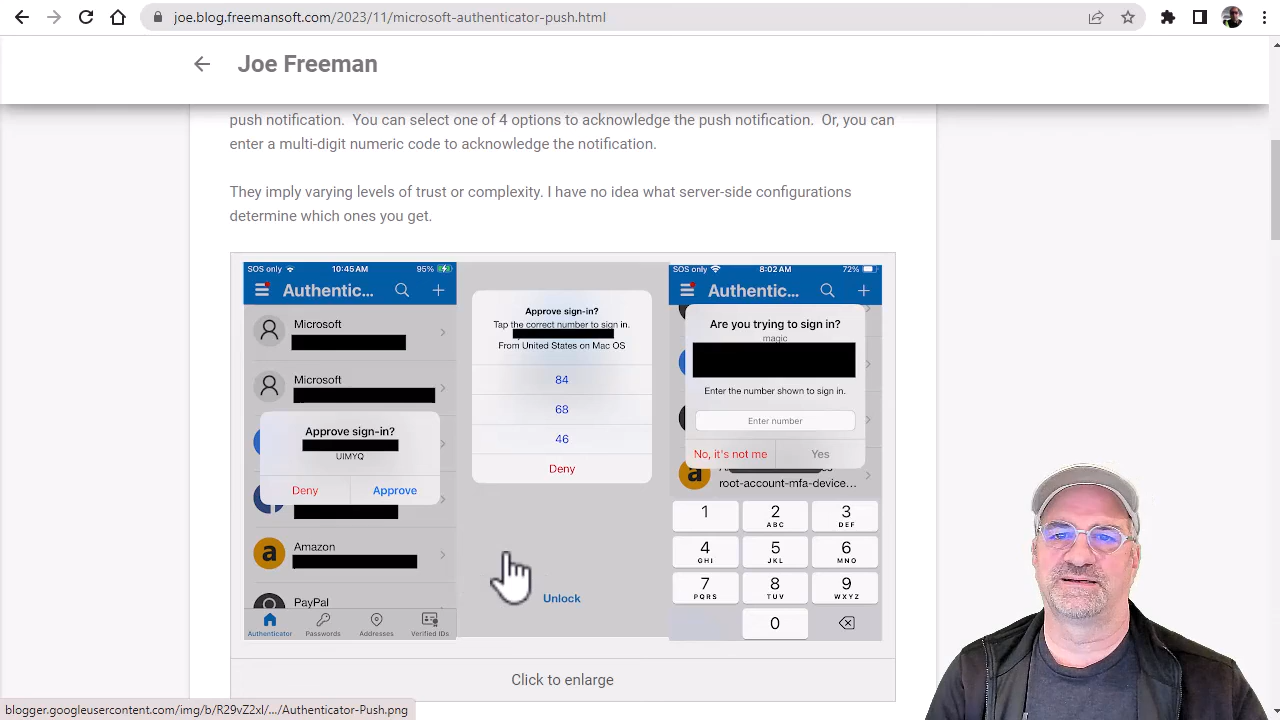 joe.blog.freemansoft.com/2023/11/microsoft-authenticator-push.html
Joe Freeman
push notification. You can select one of 4 options to acknowledge the push notification. Or, you can
enter a multi-digit numeric code to acknowledge the notification.
They imply varying levels of trust or complexity. I have no idea what server-side configurations
determine which ones you get.
SOS only 10:45 AM 95%
Authentic...
Microsoft
Microsoft
Approve sign-in?
UIMYQ
Deny Approve
Amazon
a
PayPal
Authenticator Passwords Addresses Verified IDs
Approve sign-in?
Tap the correct number to sign in.
From United States on Mac OS
84
68
46
Deny
Unlock
SOS only 8:02 AM 72%
Authentic...
Are you trying to sign in?
magic
Enter the number shown to sign in.
Enter number
No, it's not me Yes
a
root-account-mfa-device...
1 2 3
ABC DEF
4 5 6
GHI JKL MNO
7 8 9
PQRS TUV WXYZ
0
Click to enlarge
blogger.googleusercontent.com/img/b/R29vZ2xl/.../Authenticator-Push.png